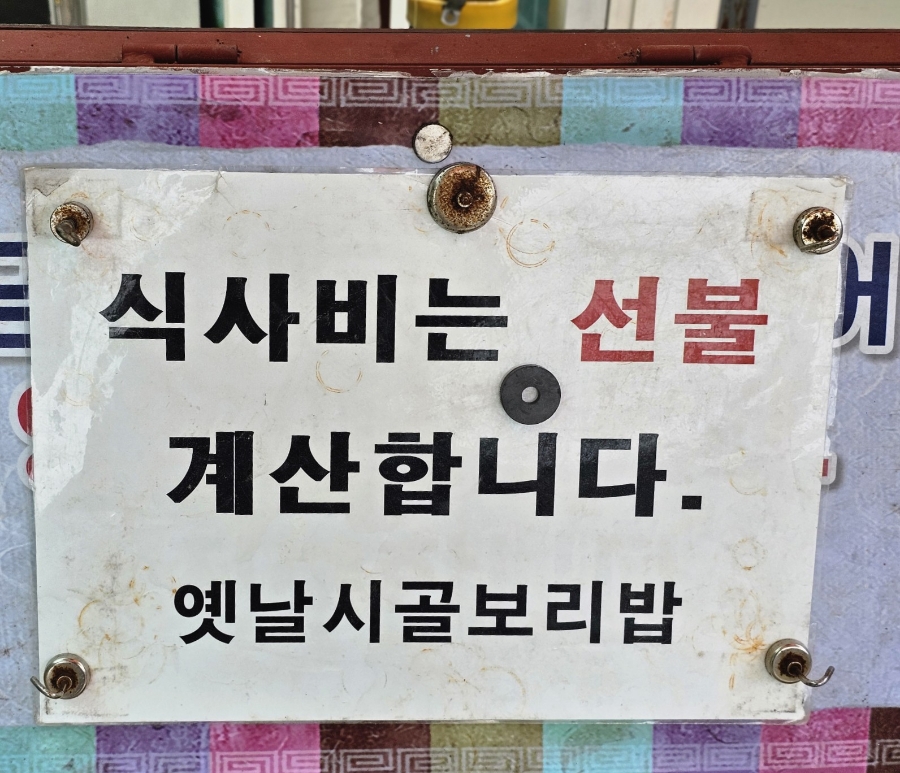 식사비는 선불
계산합니다.
옛날시골보리밥